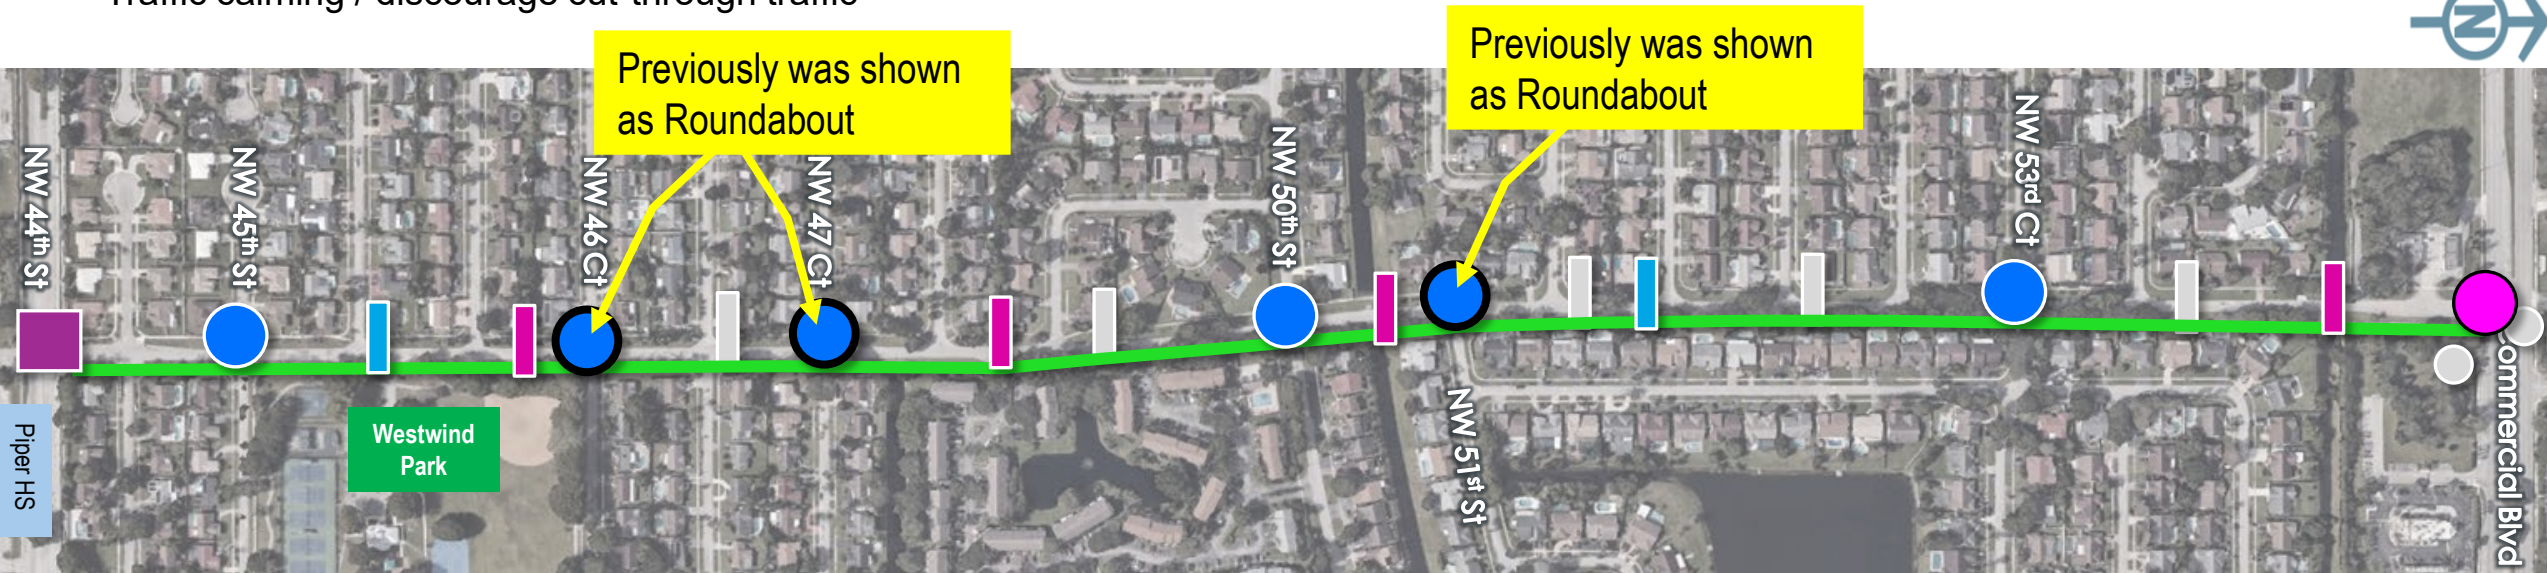 Traffic calming / discourage cut-through traffic
Previously was shown
as Roundabout
Previously was shown
as Roundabout
N
NW 44th St
NW 45th St
NW 46 Ct
NW 47 Ct
NW 50th St
NW 51st St
NW 53rd Ct
ommercial Blvd
Westwind
Park
Piper HS